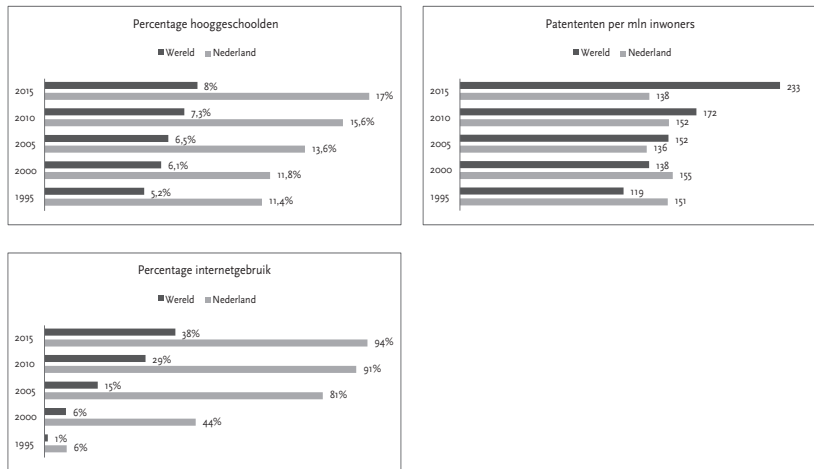 Percentage hooggeschoolden
Wereld Nederland
2015 8% 17%
2010 7,3% 15,6%
2005 6,5% 13,6%
2000 6,1% 11,8%
1995 5,2% 11,4%
Patententen per mln inwoners
Wereld Nederland
2015 233 138
2010 172 152
2005 152 136
2000 138 155
1995 119 151
Percentage internetgebruik
Wereld Nederland
2015 38% 94%
2010 29% 91%
2005 15% 81%
2000 6% 44%
1995 1% 6%